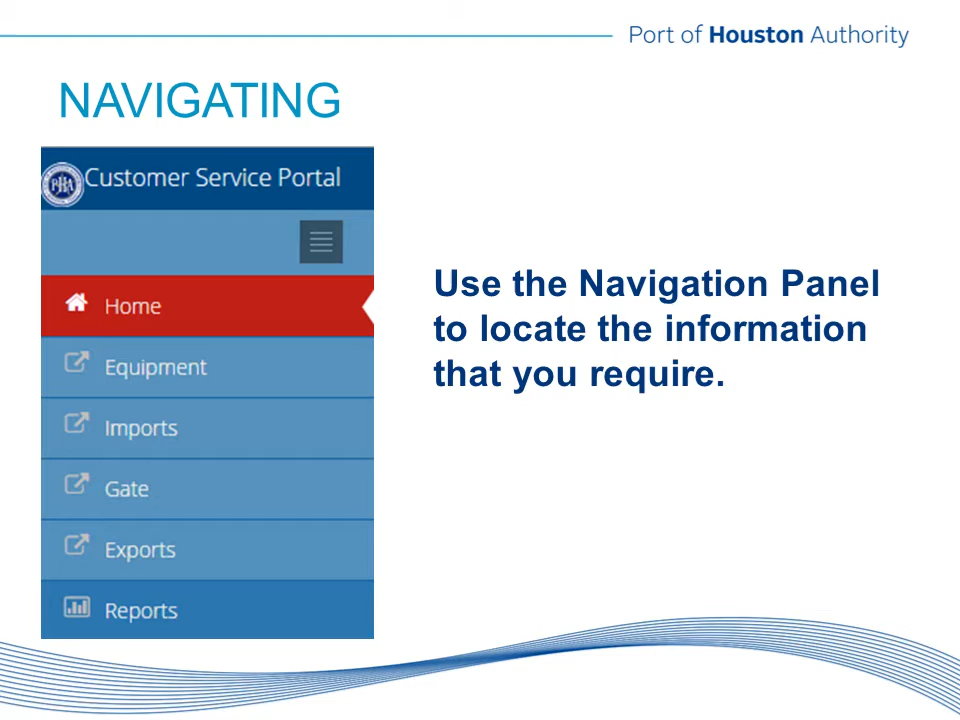 Port of Houston Authority
NAVIGATING
PHA
Customer Service Portal
Home
Equipment
Imports
Gate
Exports
Reports
Use the Navigation Panel
to locate the information
that you require.